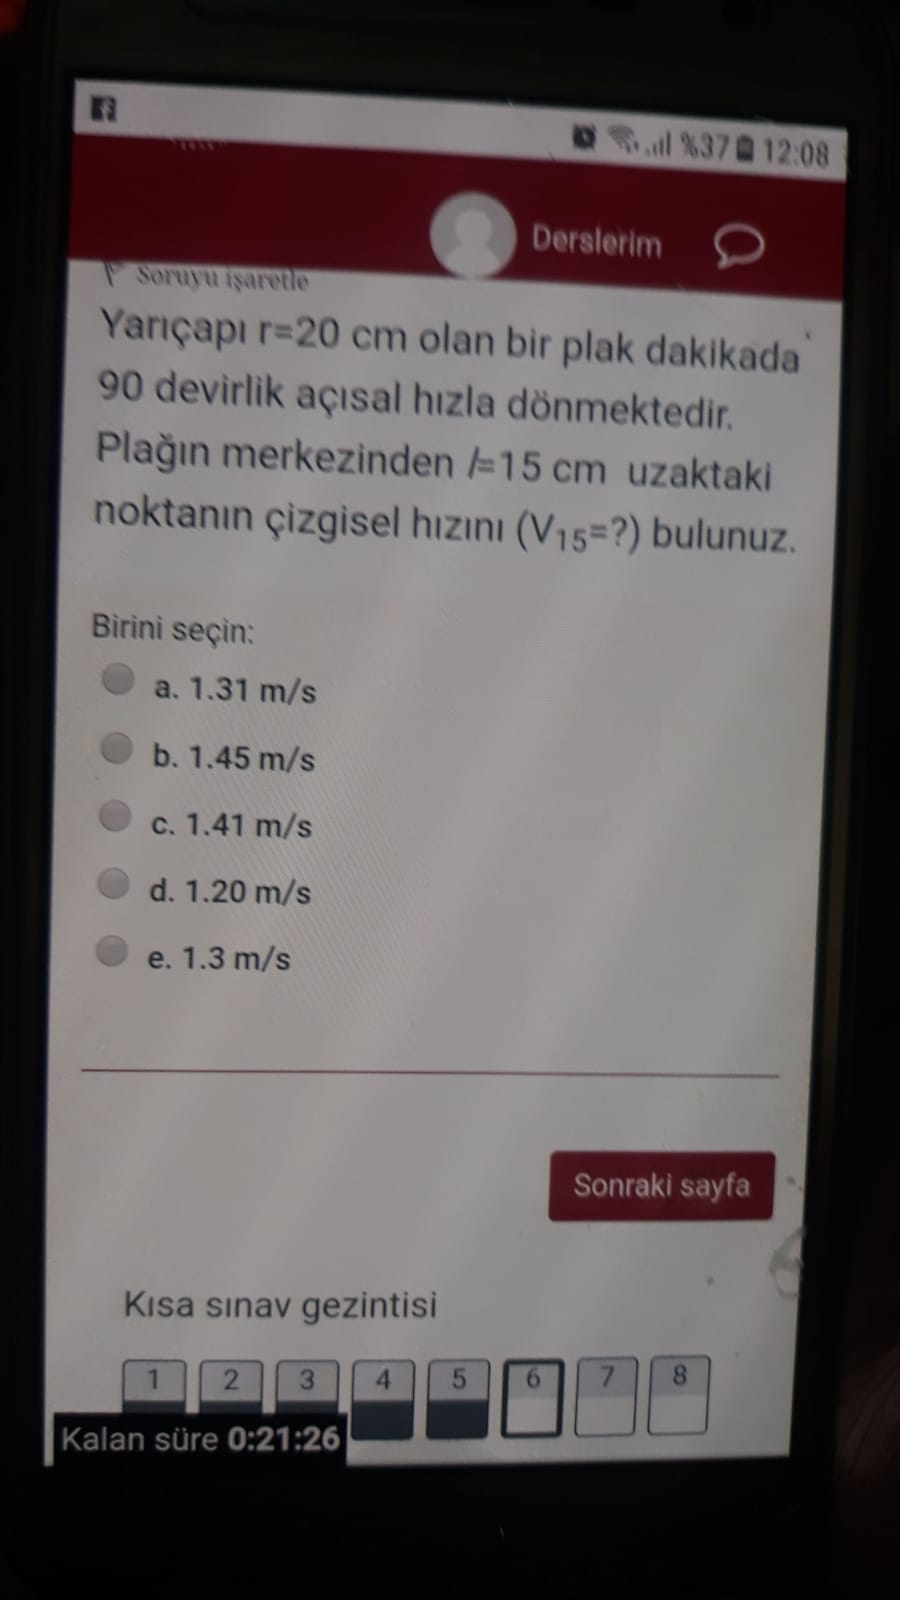 %37 12:08
Derslerim
Soruyu işaretle
Yarıçapı r=20 cm olan bir plak dakikada
90 devirlik açısal hızla dönmektedir.
Plağın merkezinden l=15 cm uzaktaki
noktanın çizgisel hızını (V15=?) bulunuz.
Birini seçin:
a. 1.31 m/s
b. 1.45 m/s
c. 1.41 m/s
d. 1.20 m/s
e. 1.3 m/s
Sonraki sayfa
Kısa sınav gezintisi
1 2 3 4 5 6 7 8
Kalan süre 0:21:26